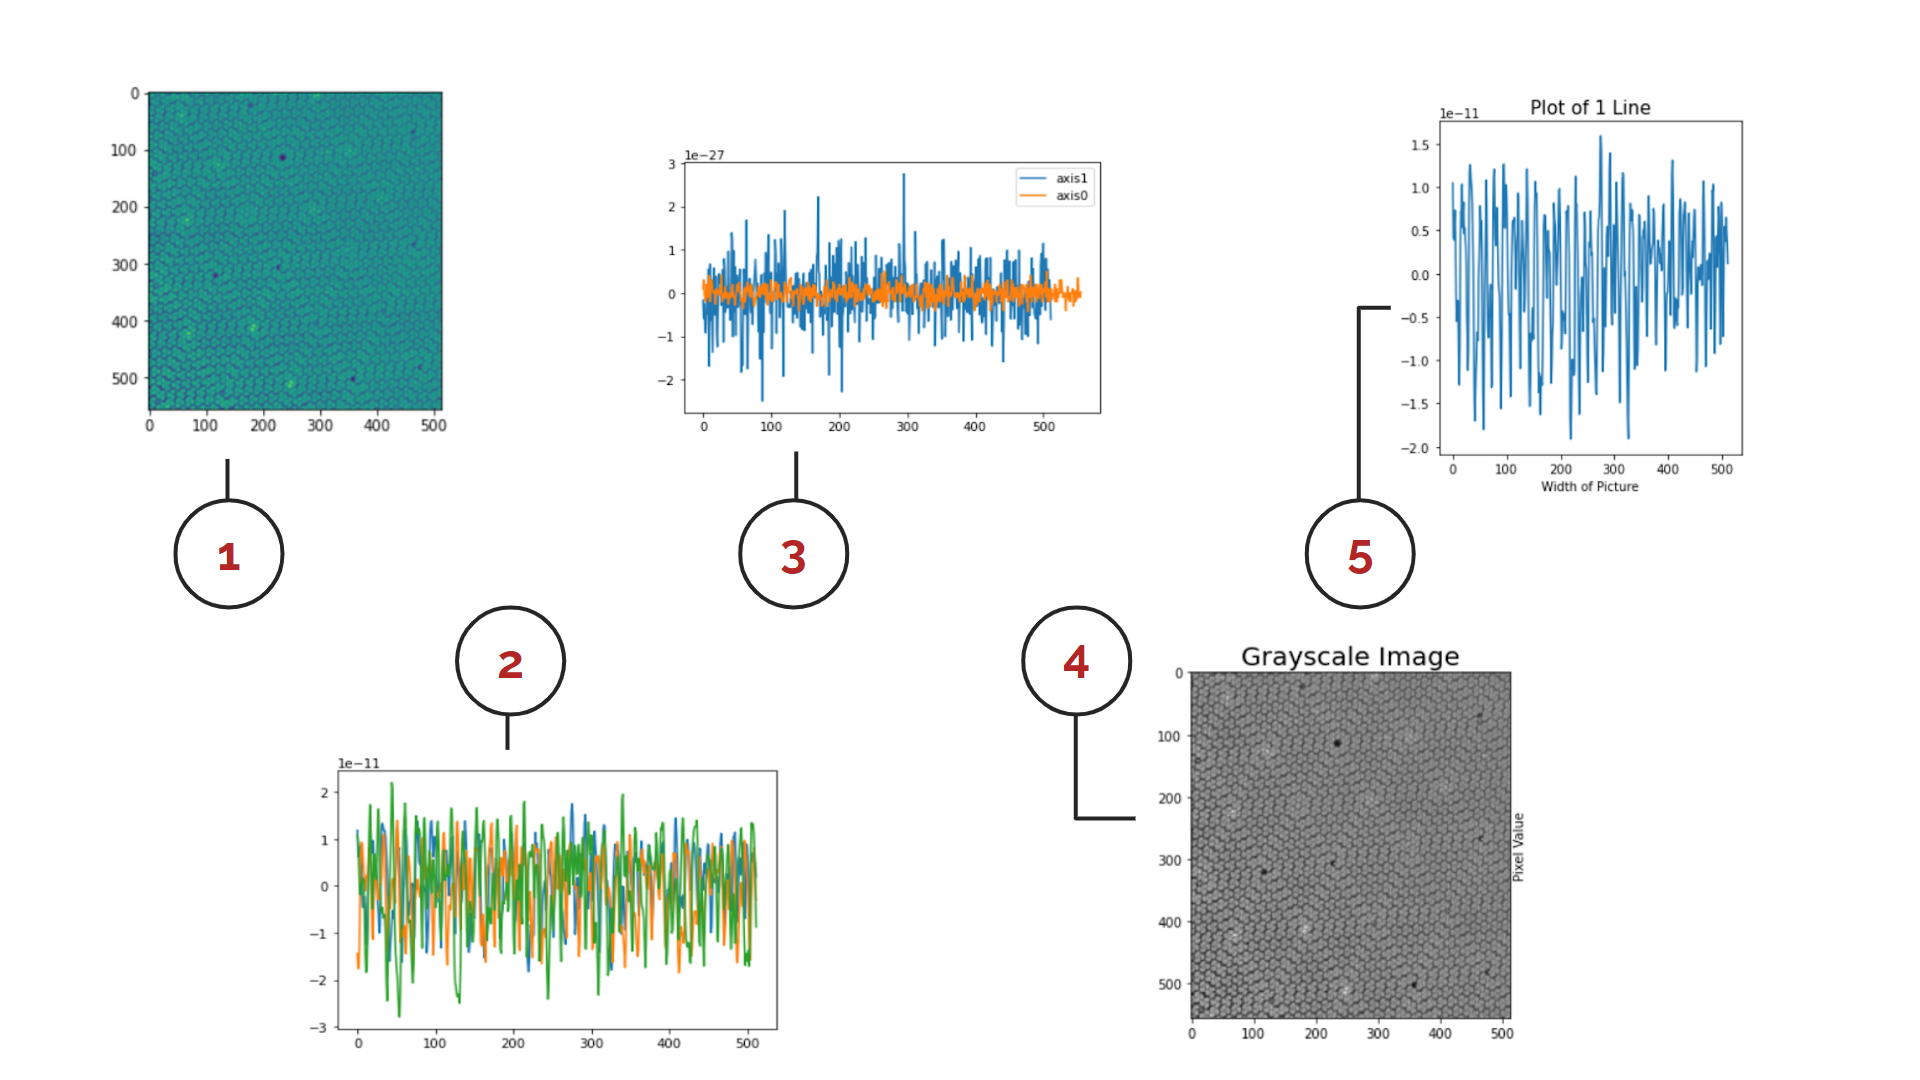 0
100
200
300
400
500
0 100 200 300 400 500
1
1e−27
3
2
1
0
−1
−2
axis1
axis0
0 100 200 300 400 500
3
Plot of 1 Line
1e−11
1.5
1.0
0.5
0.0
−0.5
−1.0
−1.5
−2.0
0 100 200 300 400 500
Width of Picture
5
2
1e−11
2
1
0
−1
−2
−3
0 100 200 300 400 500
4
Grayscale Image
0
100
200
300
400
500
0 100 200 300 400 500
Pixel Value